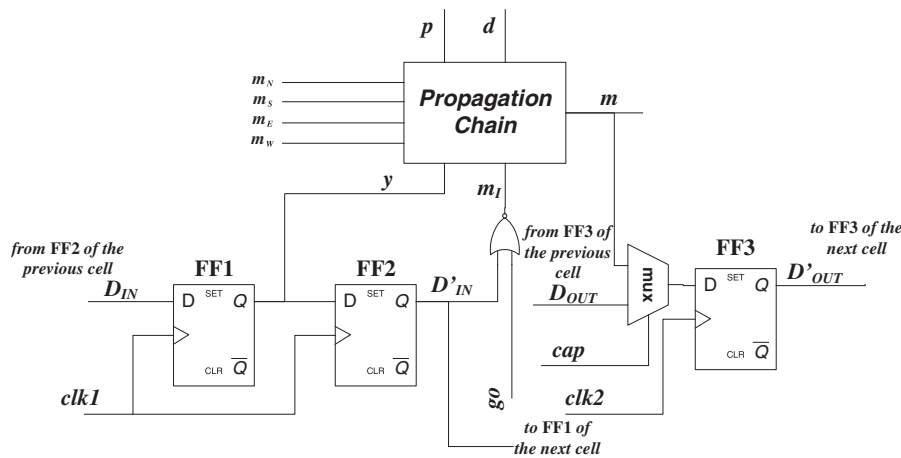 p
d
m_N
m_S
m_E
m_W
Propagation
Chain
m
y
m_I
from FF2 of the
previous cell
D_IN
FF1
D SET Q
CLR Q̅
FF2
D SET Q
CLR Q̅
D'_IN
clk1
go
from FF3 of
the previous
cell
D_OUT
mux
cap
clk2
FF3
D SET Q
CLR Q̅
to FF3 of the
next cell
D'_OUT
to FF1 of
the next cell